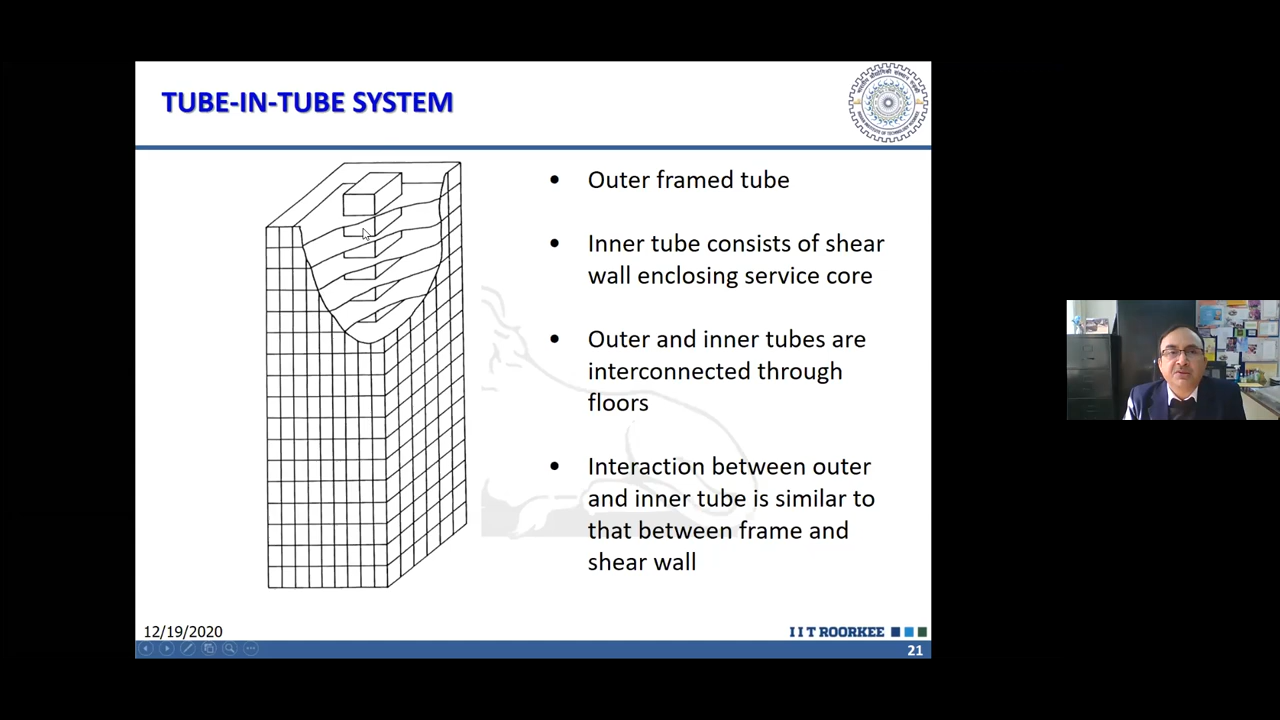 TUBE-IN-TUBE SYSTEM
• Outer framed tube
• Inner tube consists of shear
wall enclosing service core
• Outer and inner tubes are
interconnected through
floors
• Interaction between outer
and inner tube is similar to
that between frame and
shear wall
12/19/2020
IIT ROORKEE
21